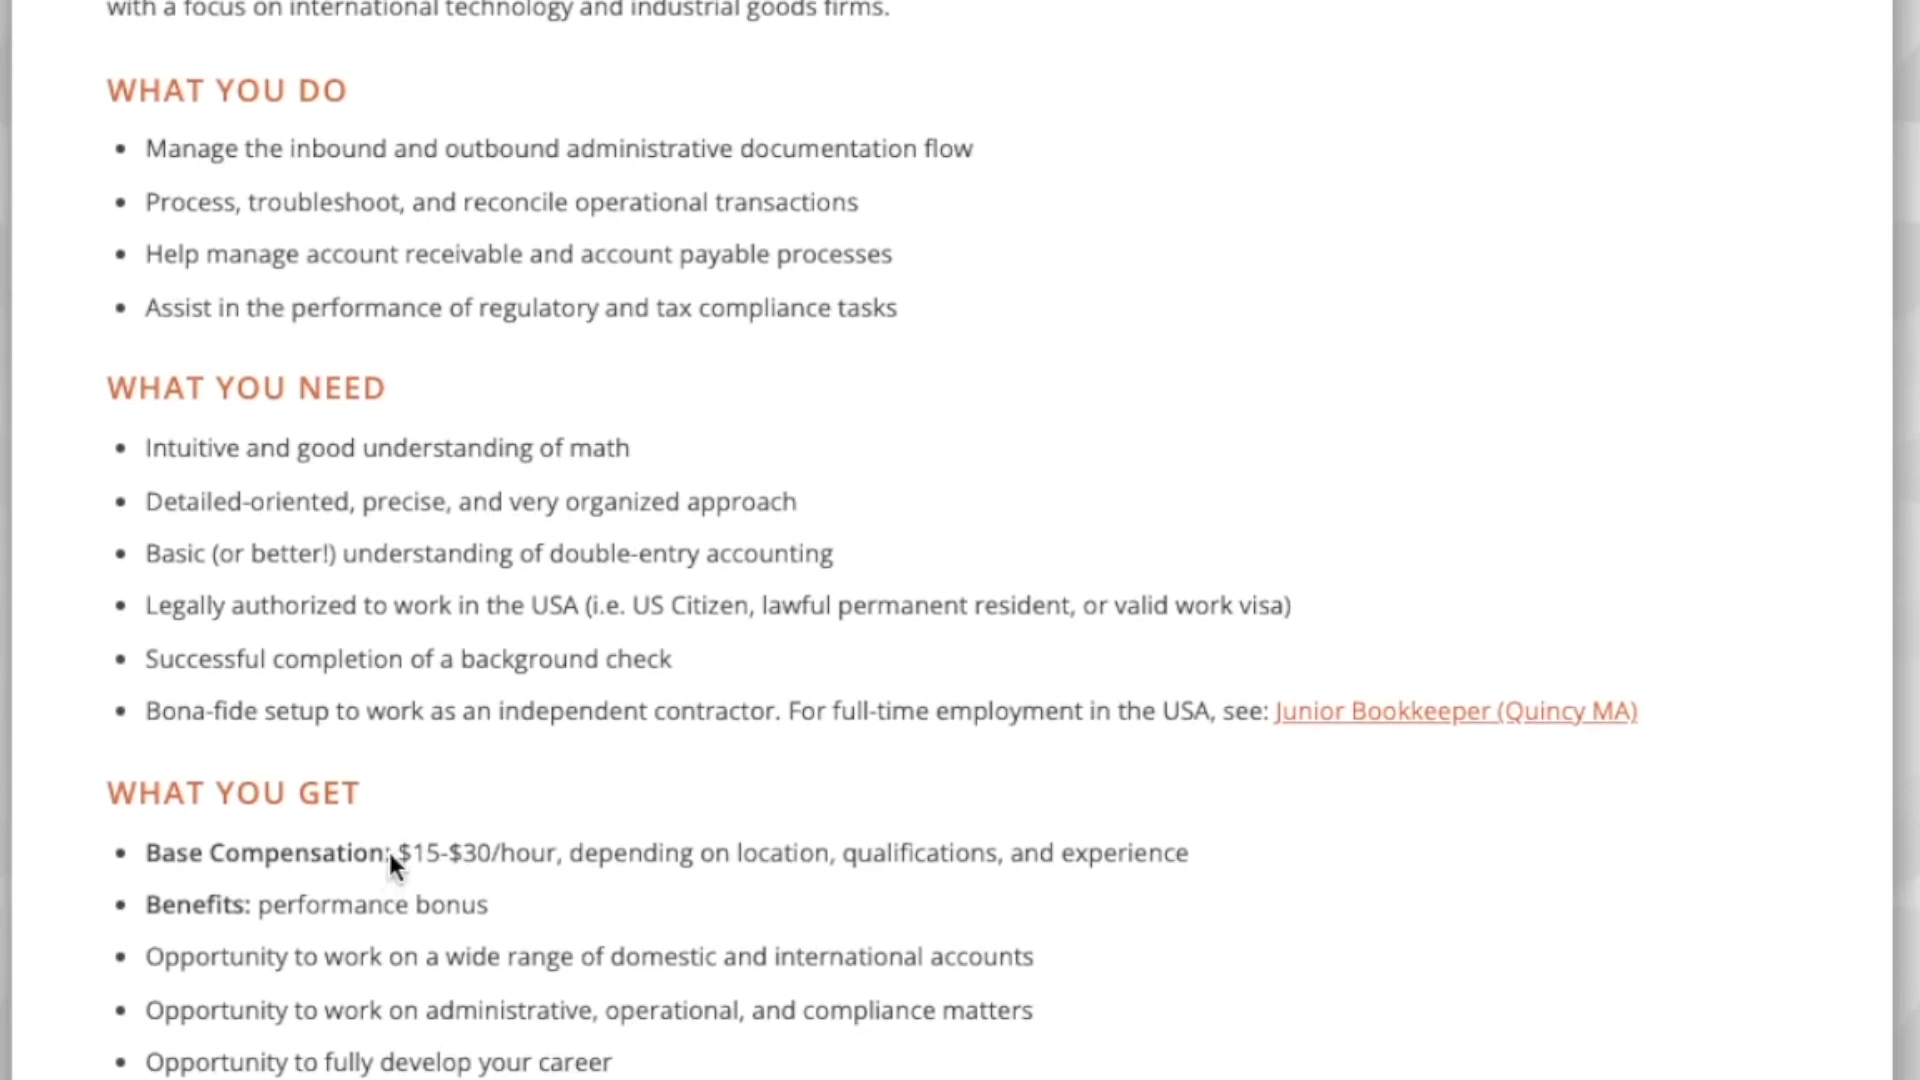 with a focus on international technology and industrial goods firms.
WHAT YOU DO
• Manage the inbound and outbound administrative documentation flow
• Process, troubleshoot, and reconcile operational transactions
• Help manage account receivable and account payable processes
• Assist in the performance of regulatory and tax compliance tasks
WHAT YOU NEED
• Intuitive and good understanding of math
• Detailed-oriented, precise, and very organized approach
• Basic (or better!) understanding of double-entry accounting
• Legally authorized to work in the USA (i.e. US Citizen, lawful permanent resident, or valid work visa)
• Successful completion of a background check
• Bona-fide setup to work as an independent contractor. For full-time employment in the USA, see: Junior Bookkeeper (Quincy MA)
WHAT YOU GET
• Base Compensation: $15-$30/hour, depending on location, qualifications, and experience
• Benefits: performance bonus
• Opportunity to work on a wide range of domestic and international accounts
• Opportunity to work on administrative, operational, and compliance matters
• Opportunity to fully develop your career